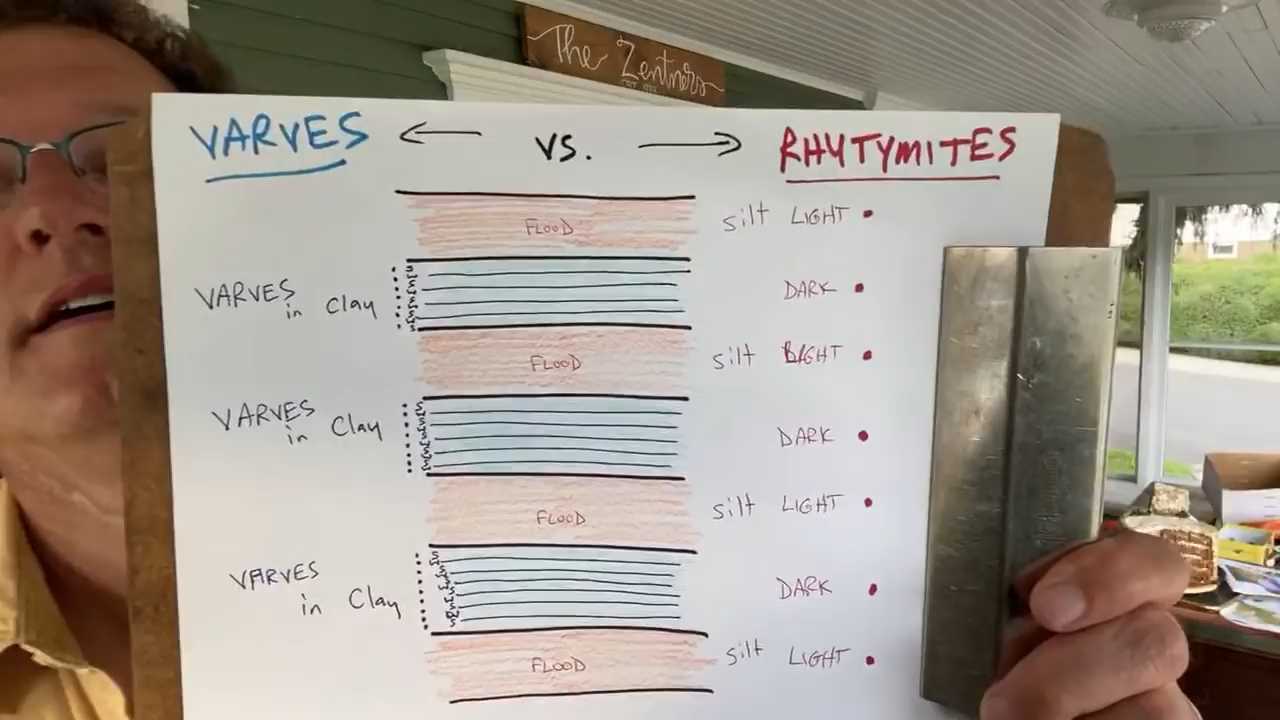 The Zentners
VARVES ← VS. → RHYTYMITES
FLOOD
silt LIGHT
VARVES
in Clay
DARK
FLOOD
silt LIGHT
VARVES
in Clay
DARK
FLOOD
silt LIGHT
VARVES
in Clay
DARK
FLOOD
silt LIGHT